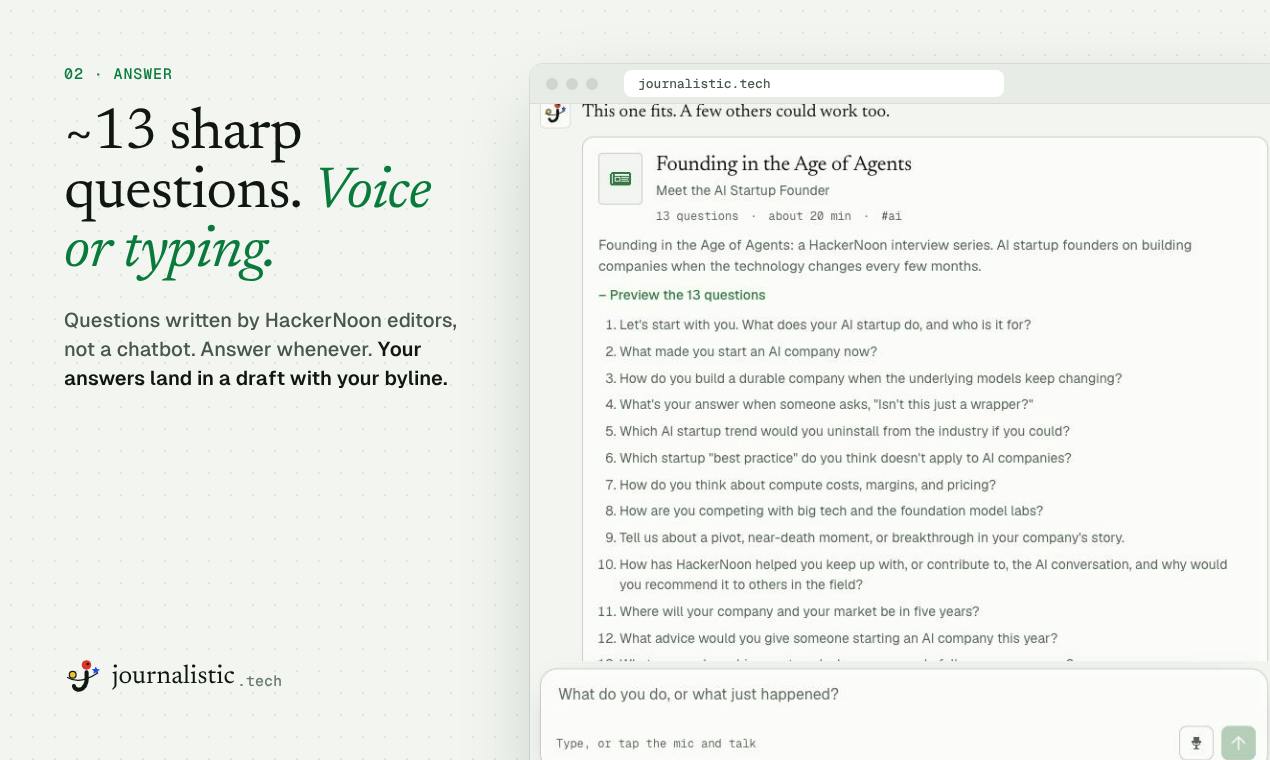 02 · ANSWER
~13 sharp
questions. Voice
or typing.
Questions written by HackerNoon editors,
not a chatbot. Answer whenever. Your
answers land in a draft with your byline.
journalistic.tech
journalistic.tech
This one fits. A few others could work too.
Founding in the Age of Agents
Meet the AI Startup Founder
13 questions · about 20 min · #ai
Founding in the Age of Agents: a HackerNoon interview series. AI startup founders on building
companies when the technology changes every few months.
– Preview the 13 questions
1. Let's start with you. What does your AI startup do, and who is it for?
2. What made you start an AI company now?
3. How do you build a durable company when the underlying models keep changing?
4. What's your answer when someone asks, "Isn't this just a wrapper?"
5. Which AI startup trend would you uninstall from the industry if you could?
6. Which startup "best practice" do you think doesn't apply to AI companies?
7. How do you think about compute costs, margins, and pricing?
8. How are you competing with big tech and the foundation model labs?
9. Tell us about a pivot, near-death moment, or breakthrough in your company's story.
10. How has HackerNoon helped you keep up with, or contribute to, the AI conversation, and why would
you recommend it to others in the field?
11. Where will your company and your market be in five years?
12. What advice would you give someone starting an AI company this year?
What do you do, or what just happened?
Type, or tap the mic and talk